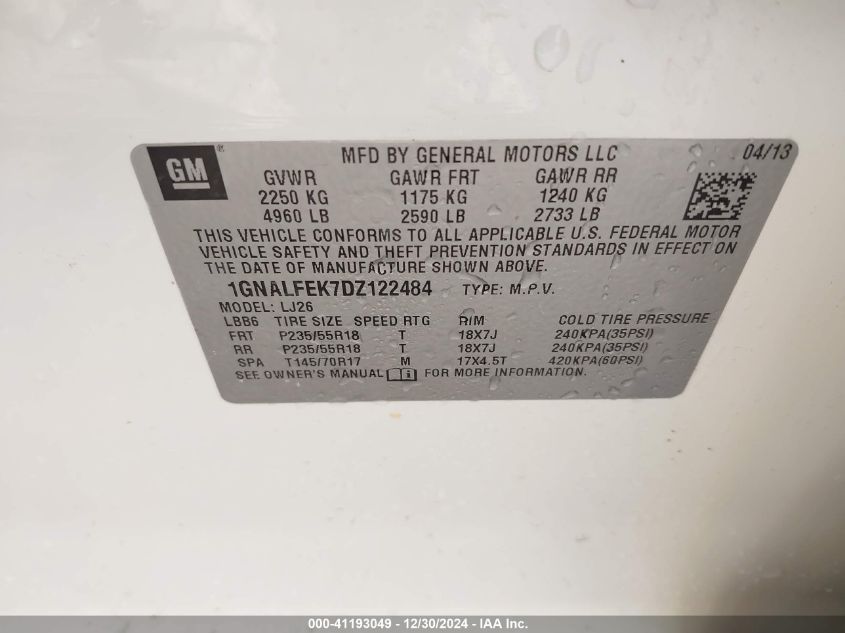 GM ® MFD BY GENERAL MOTORS LLC 04/13
GVWR GAWR FRT GAWR RR
2250 KG 1175 KG 1240 KG
4960 LB 2590 LB 2733 LB
THIS VEHICLE CONFORMS TO ALL APPLICABLE U.S. FEDERAL MOTOR
VEHICLE SAFETY AND THEFT PREVENTION STANDARDS IN EFFECT ON
THE DATE OF MANUFACTURE SHOWN ABOVE.
1GNALFEK7DZ122484 TYPE: M.P.V.
MODEL: LJ26
LBB6 TIRE SIZE SPEED RTG RIM COLD TIRE PRESSURE
FRT P235/55R18 T 18X7J 240KPA(35PSI)
RR P235/55R18 T 18X7J 240KPA(35PSI)
SPA T145/70R17 M 17X4.5T 420KPA(60PSI)
SEE OWNER'S MANUAL FOR MORE INFORMATION.
000-41193049 - 12/30/2024 - IAA Inc.